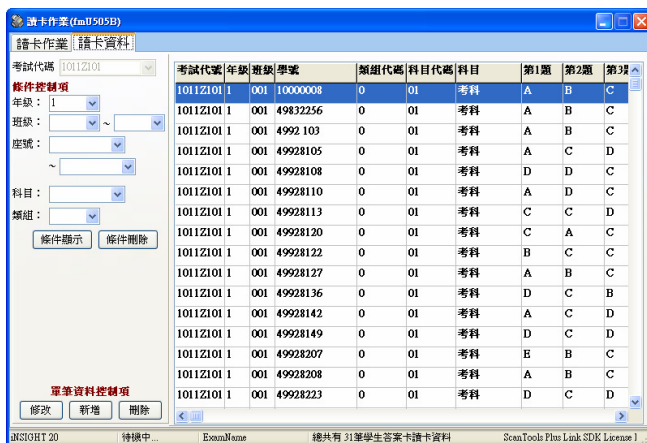 讀卡作業(fmU505B)
讀卡作業 讀卡資料
考試代碼 1011Z101
條件控制項
年級： 1
班級： ~
座號：
~
科目：
類組：
條件顯示 條件刪除
單筆資料控制項
修改 新增 刪除
考試代號 年級 班級 學號 類組代碼 科目代碼 科目 第1題 第2題 第3題
1011Z101 1 001 10000008 0 01 考科 A B C
1011Z101 1 001 49832256 0 01 考科 A B C
1011Z101 1 001 4992 103 0 01 考科 A B C
1011Z101 1 001 49928105 0 01 考科 A C D
1011Z101 1 001 49928108 0 01 考科 D D C
1011Z101 1 001 49928110 0 01 考科 A D C
1011Z101 1 001 49928113 0 01 考科 C C D
1011Z101 1 001 49928120 0 01 考科 C A C
1011Z101 1 001 49928122 0 01 考科 B C C
1011Z101 1 001 49928127 0 01 考科 A B C
1011Z101 1 001 49928136 0 01 考科 D C B
1011Z101 1 001 49928142 0 01 考科 A C D
1011Z101 1 001 49928149 0 01 考科 D C D
1011Z101 1 001 49928207 0 01 考科 E B C
1011Z101 1 001 49928208 0 01 考科 A B C
1011Z101 1 001 49928223 0 01 考科 D C D
iNSIGHT 20 待機中... ExamName 總共有 31筆學生答案卡讀卡資料 ScanTools Plus Link SDK License 1